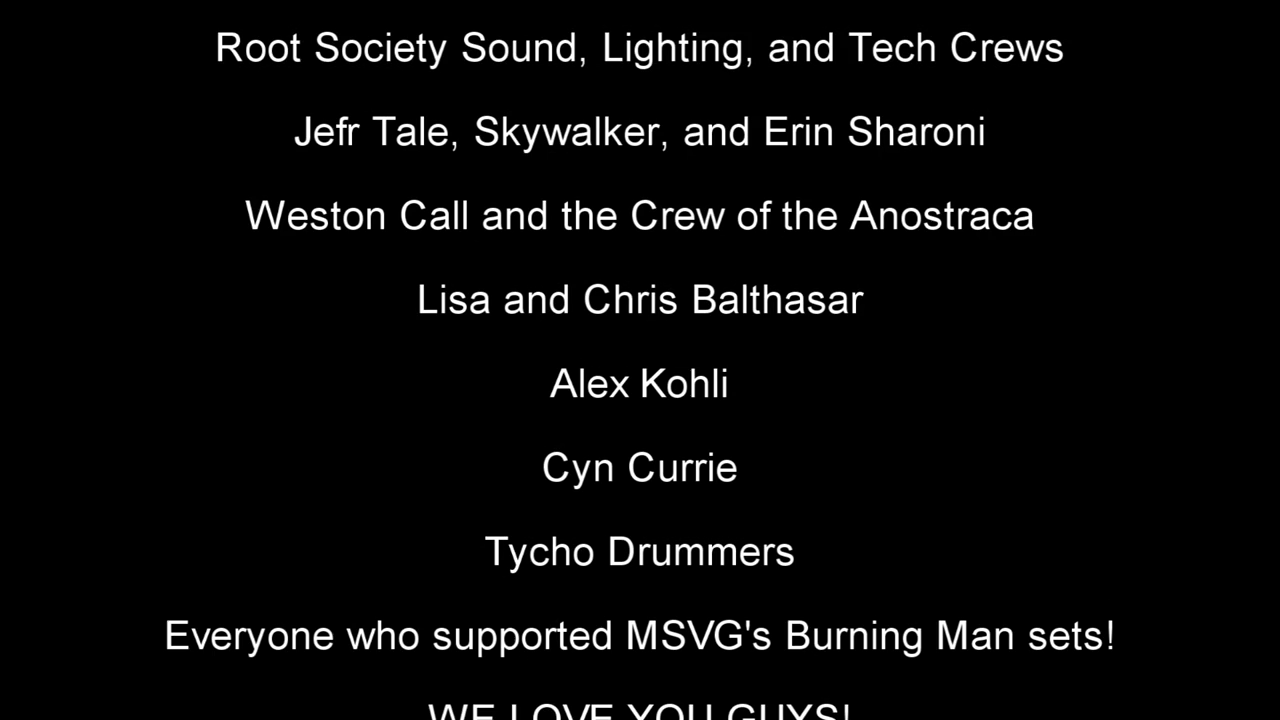 Root Society Sound, Lighting, and Tech Crews
Jefr Tale, Skywalker, and Erin Sharoni
Weston Call and the Crew of the Anostraca
Lisa and Chris Balthasar
Alex Kohli
Cyn Currie
Tycho Drummers
Everyone who supported MSVG's Burning Man sets!
WE LOVE YOU GUYS!